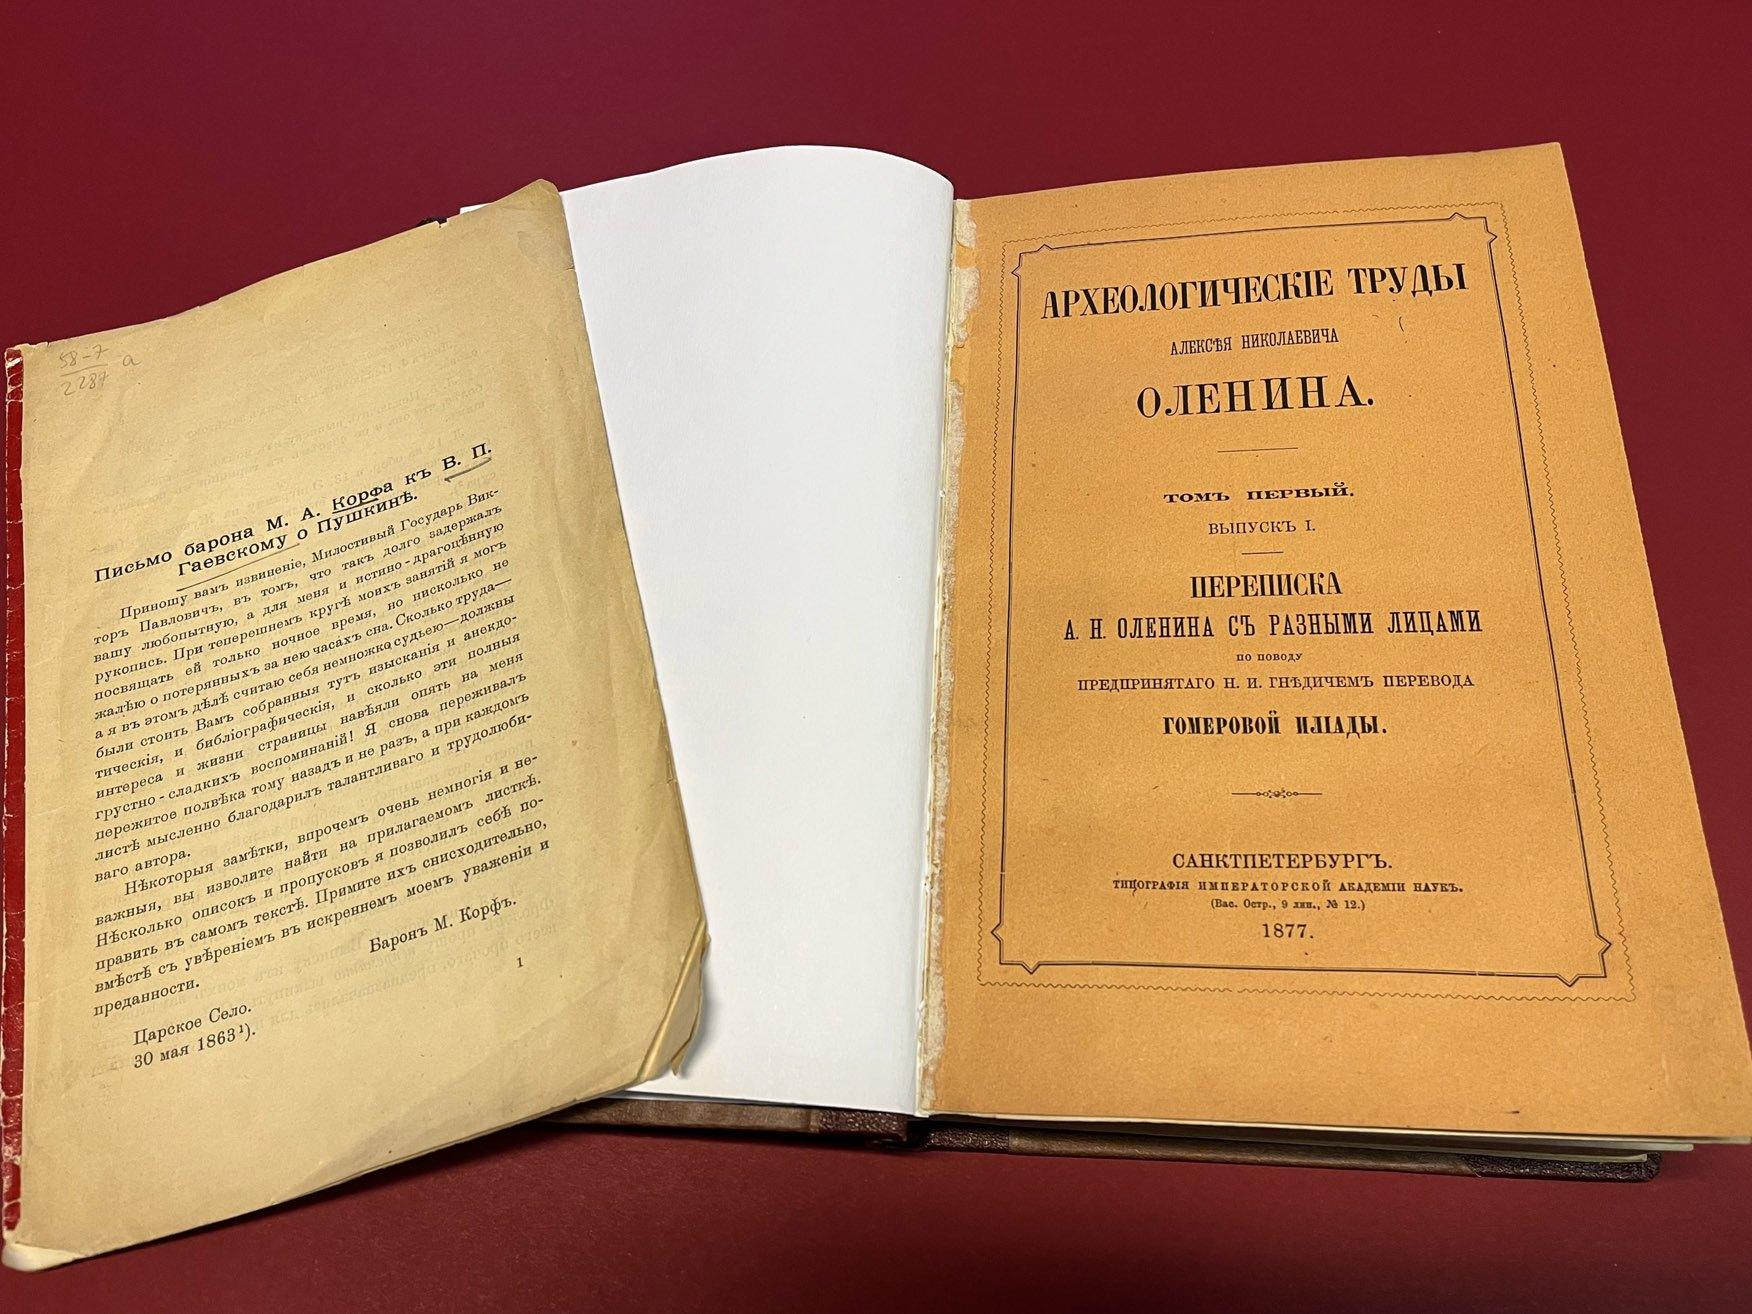 58-7 а
2287
Письмо барона М. А. Корфа къ В. П.
Гаевскому о Пушкинѣ.
Приношу вамъ извиненіе, Милостивый Государь Вик-
торъ Павловичъ, въ томъ, что такъ долго задержалъ
вашу любопытную, а для меня и истино-драгоцѣнную
рукопись. При теперешнемъ кругѣ моихъ занятій я могъ
посвящать ей только ночное время, но нисколько не
жалѣю о потерянныхъ за нею часахъ сна. Сколько труда—
а я въ этомъ дѣлѣ считаю себя немножко судьею—должны
были стоить Вамъ собранныя тутъ изысканія и анекдо-
тическія, и библіографическія, и сколько эти полныя
интереса и жизни страницы навѣяли опять на меня
грустно-сладкихъ воспоминаній! Я снова переживалъ
пережитое полвѣка тому назадъ и не разъ, а при каждомъ
листѣ мысленно благодарилъ талантливаго и трудолюби-
ваго автора.
Нѣкоторыя замѣтки, впрочемъ очень немногія и не-
важныя, вы изволите найти на прилагаемомъ листкѣ.
Нѣсколько описокъ и пропусковъ я позволилъ себѣ по-
править въ самомъ текстѣ. Примите ихъ снисходительно,
вмѣстѣ съ увѣреніемъ въ искреннемъ моемъ уваженіи и
преданности.
Баронъ М. Корфъ.
Царское Село.
30 мая 1863¹).
1
АРХЕОЛОГИЧЕСКІЕ ТРУДЫ
АЛЕКСѢЯ НИКОЛАЕВИЧА
ОЛЕНИНА.
ТОМЪ ПЕРВЫЙ.
ВЫПУСКЪ I.
ПЕРЕПИСКА
А. Н. ОЛЕНИНА СЪ РАЗНЫМИ ЛИЦАМИ
ПО ПОВОДУ
ПРЕДПРИНЯТАГО Н. И. ГНѢДИЧЕМЪ ПЕРЕВОДА
ГОМЕРОВОЙ ИЛІАДЫ.
САНКТПЕТЕРБУРГЪ.
ТИПОГРАФІЯ ИМПЕРАТОРСКОЙ АКАДЕМІИ НАУКЪ.
(Вас. Остр., 9 лин., № 12.)
1877.